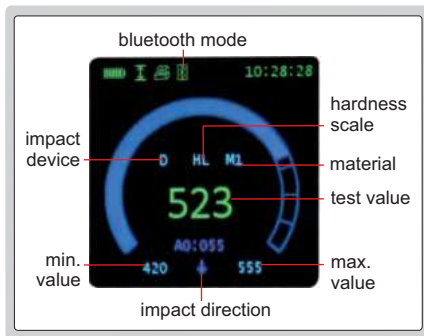 bluetooth mode
10:28:28
hardness
scale
impact
device
D HL M1
material
523
test value
A0:055
min.
value
420
555
max.
value
impact direction